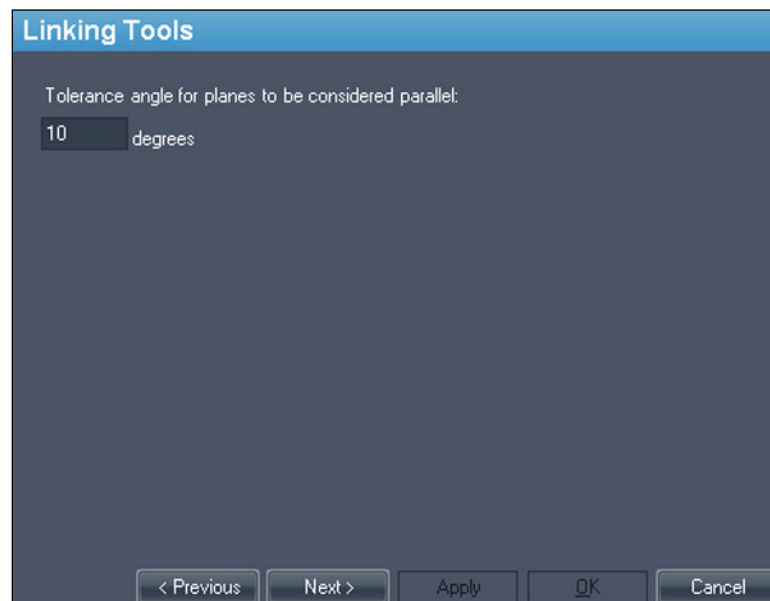 Linking Tools
Tolerance angle for planes to be considered parallel:
10 degrees
< Previous Next > Apply OK Cancel